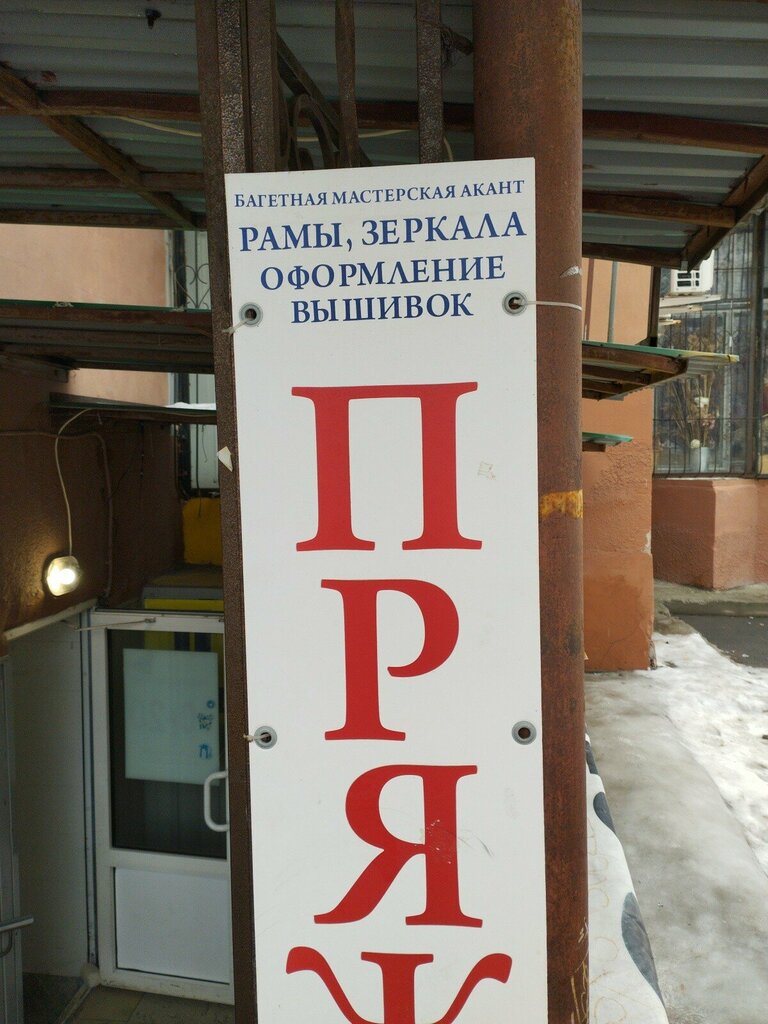 БАГЕТНАЯ МАСТЕРСКАЯ АКАНТ
РАМЫ, ЗЕРКАЛА
ОФОРМЛЕНИЕ
ВЫШИВОК
П
Р
Я
Ж